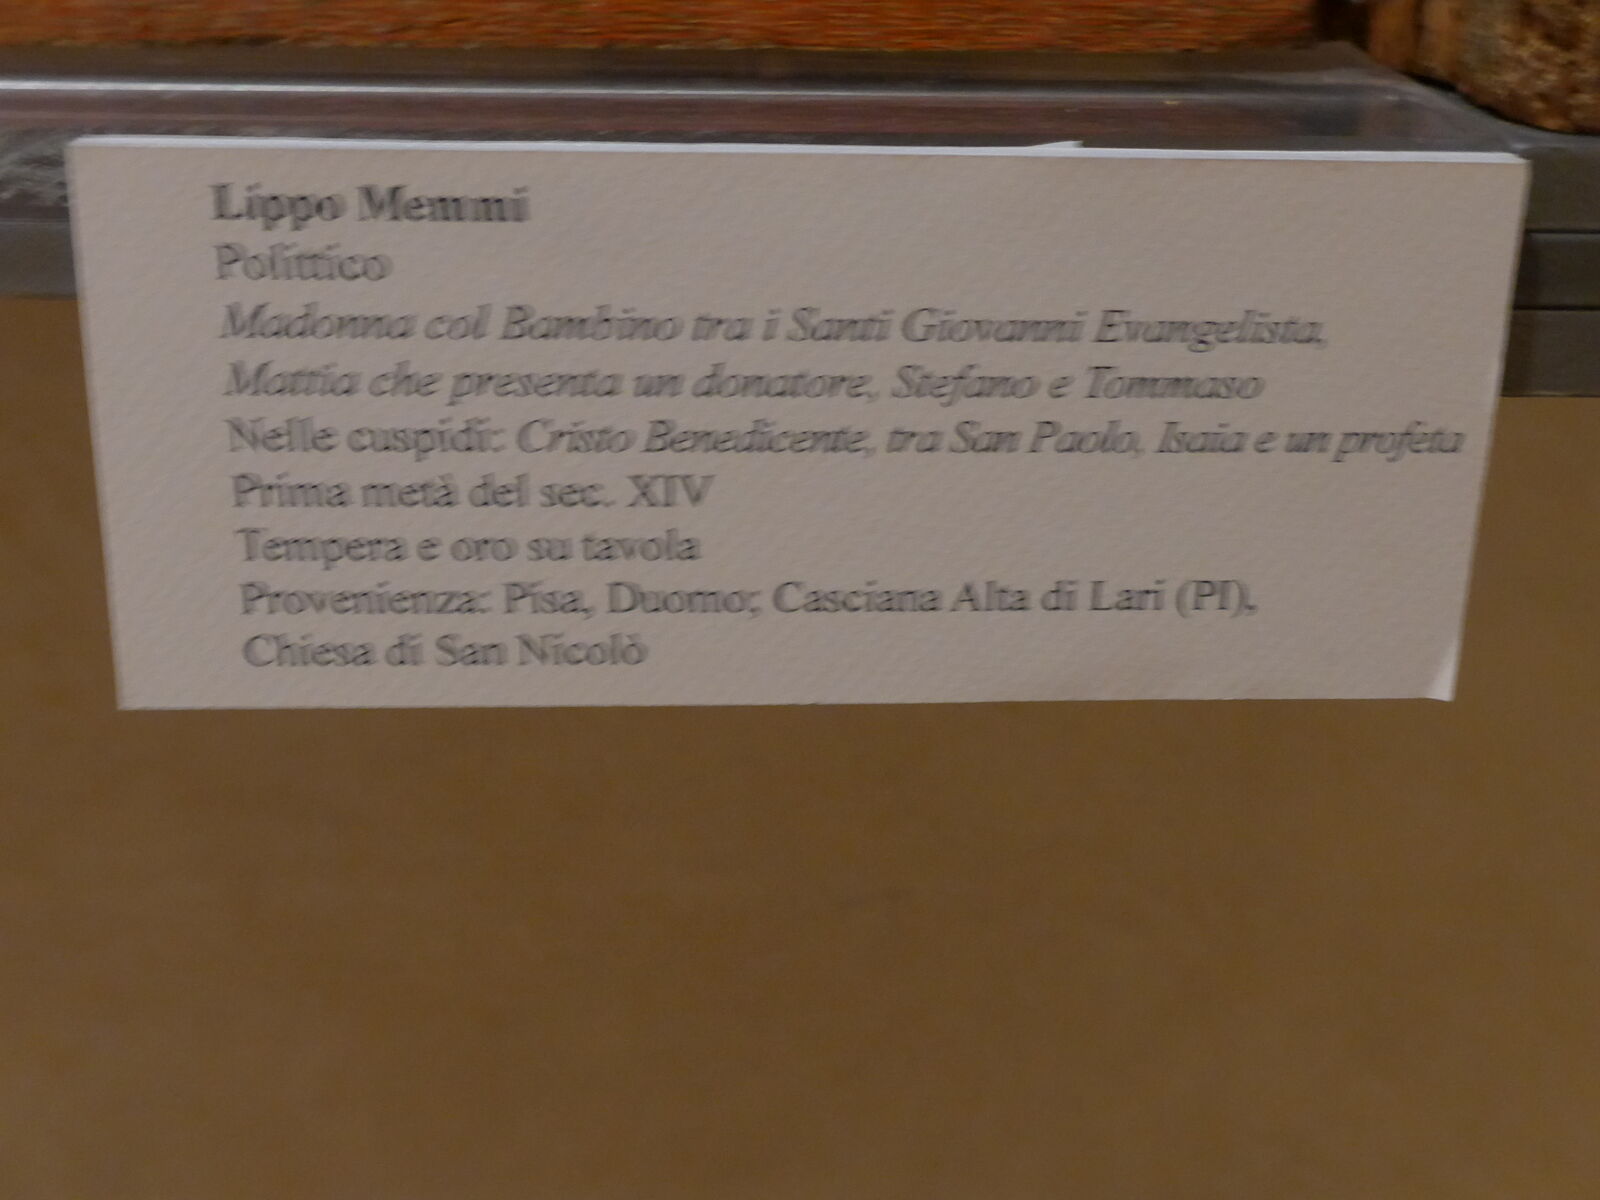 Lippo Memmi
Polittico
Madonna col Bambino tra i Santi Giovanni Evangelista,
Mattia che presenta un donatore, Stefano e Tommaso
Nelle cuspidi: Cristo Benedicente, tra San Paolo, Isaia e un profeta
Prima metà del sec. XIV
Tempera e oro su tavola
Provenienza: Pisa, Duomo; Casciana Alta di Lari (PI),
Chiesa di San Nicolò